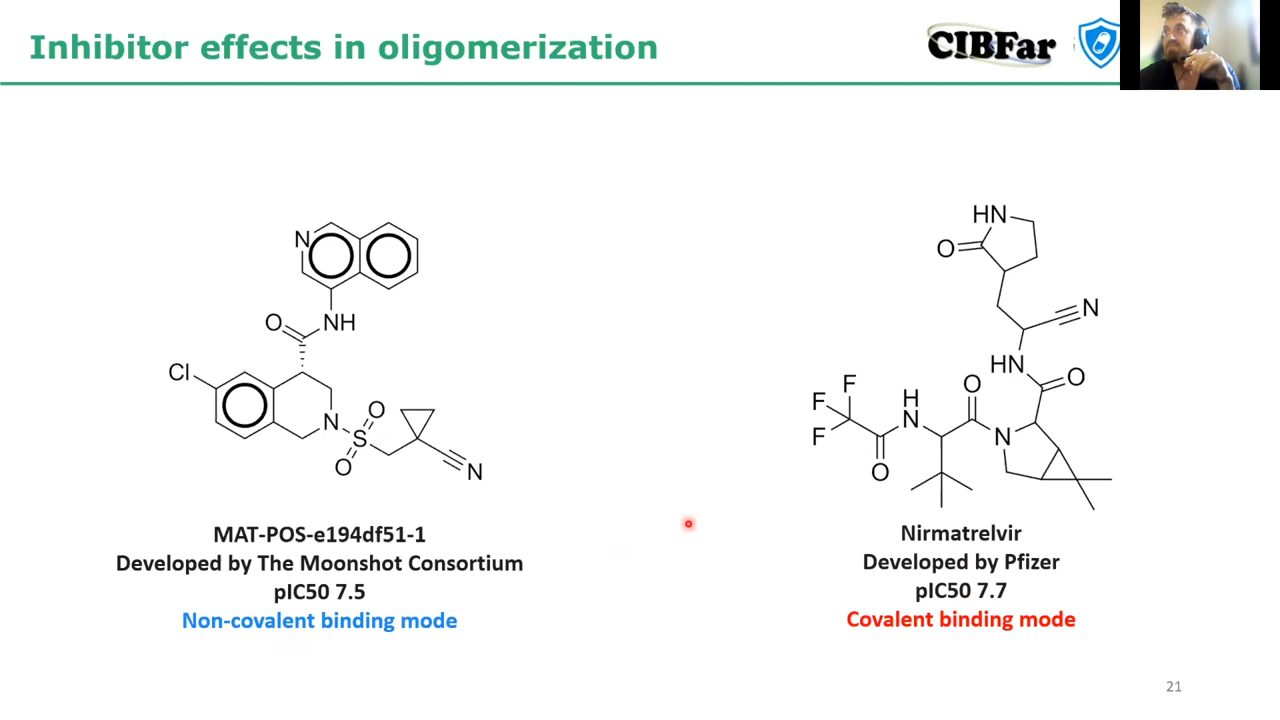 Inhibitor effects in oligomerization
CIBFar
N
O
NH
Cl
N
O
S
O
N
MAT-POS-e194df51-1
Developed by The Moonshot Consortium
pIC50 7.5
Non-covalent binding mode
HN
O
N
HN
O
F
F
F
H
N
O
O
N
Nirmatrelvir
Developed by Pfizer
pIC50 7.7
Covalent binding mode
21